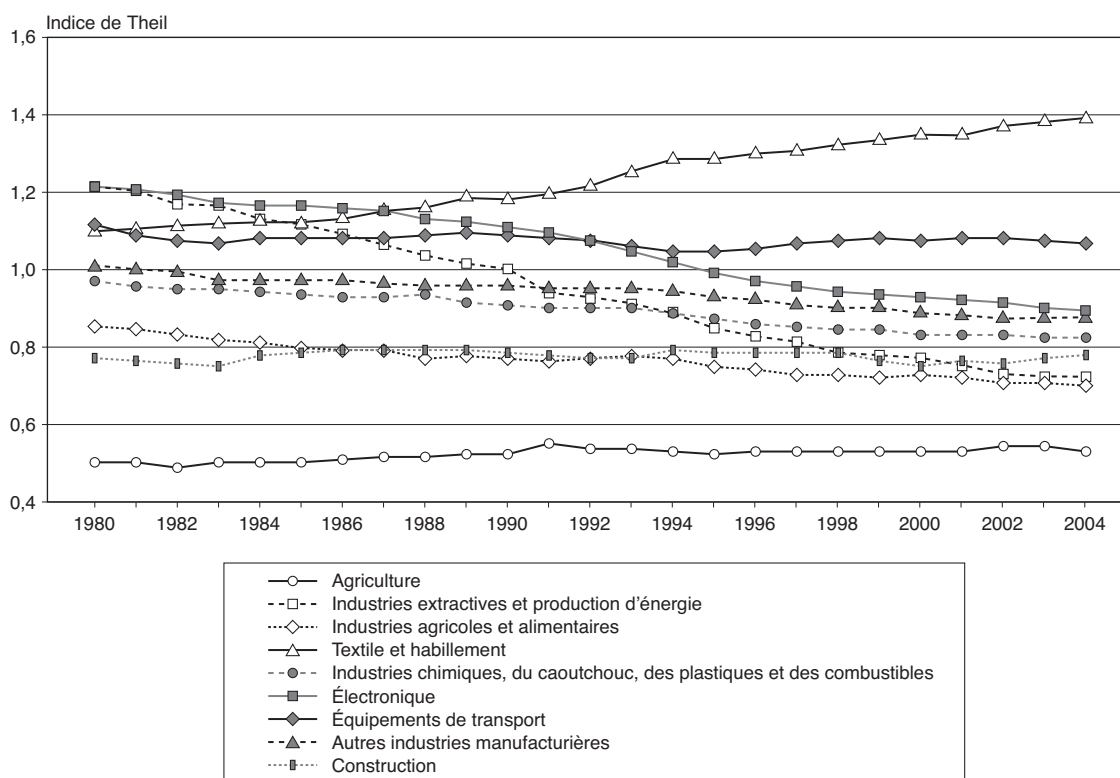 Indice de Theil
1,6
1,4
1,2
1,0
0,8
0,6
0,4
1980 1982 1984 1986 1988 1990 1992 1994 1996 1998 2000 2002 2004
Agriculture
Industries extractives et production d'énergie
Industries agricoles et alimentaires
Textile et habillement
Industries chimiques, du caoutchouc, des plastiques et des combustibles
Électronique
Équipements de transport
Autres industries manufacturières
Construction